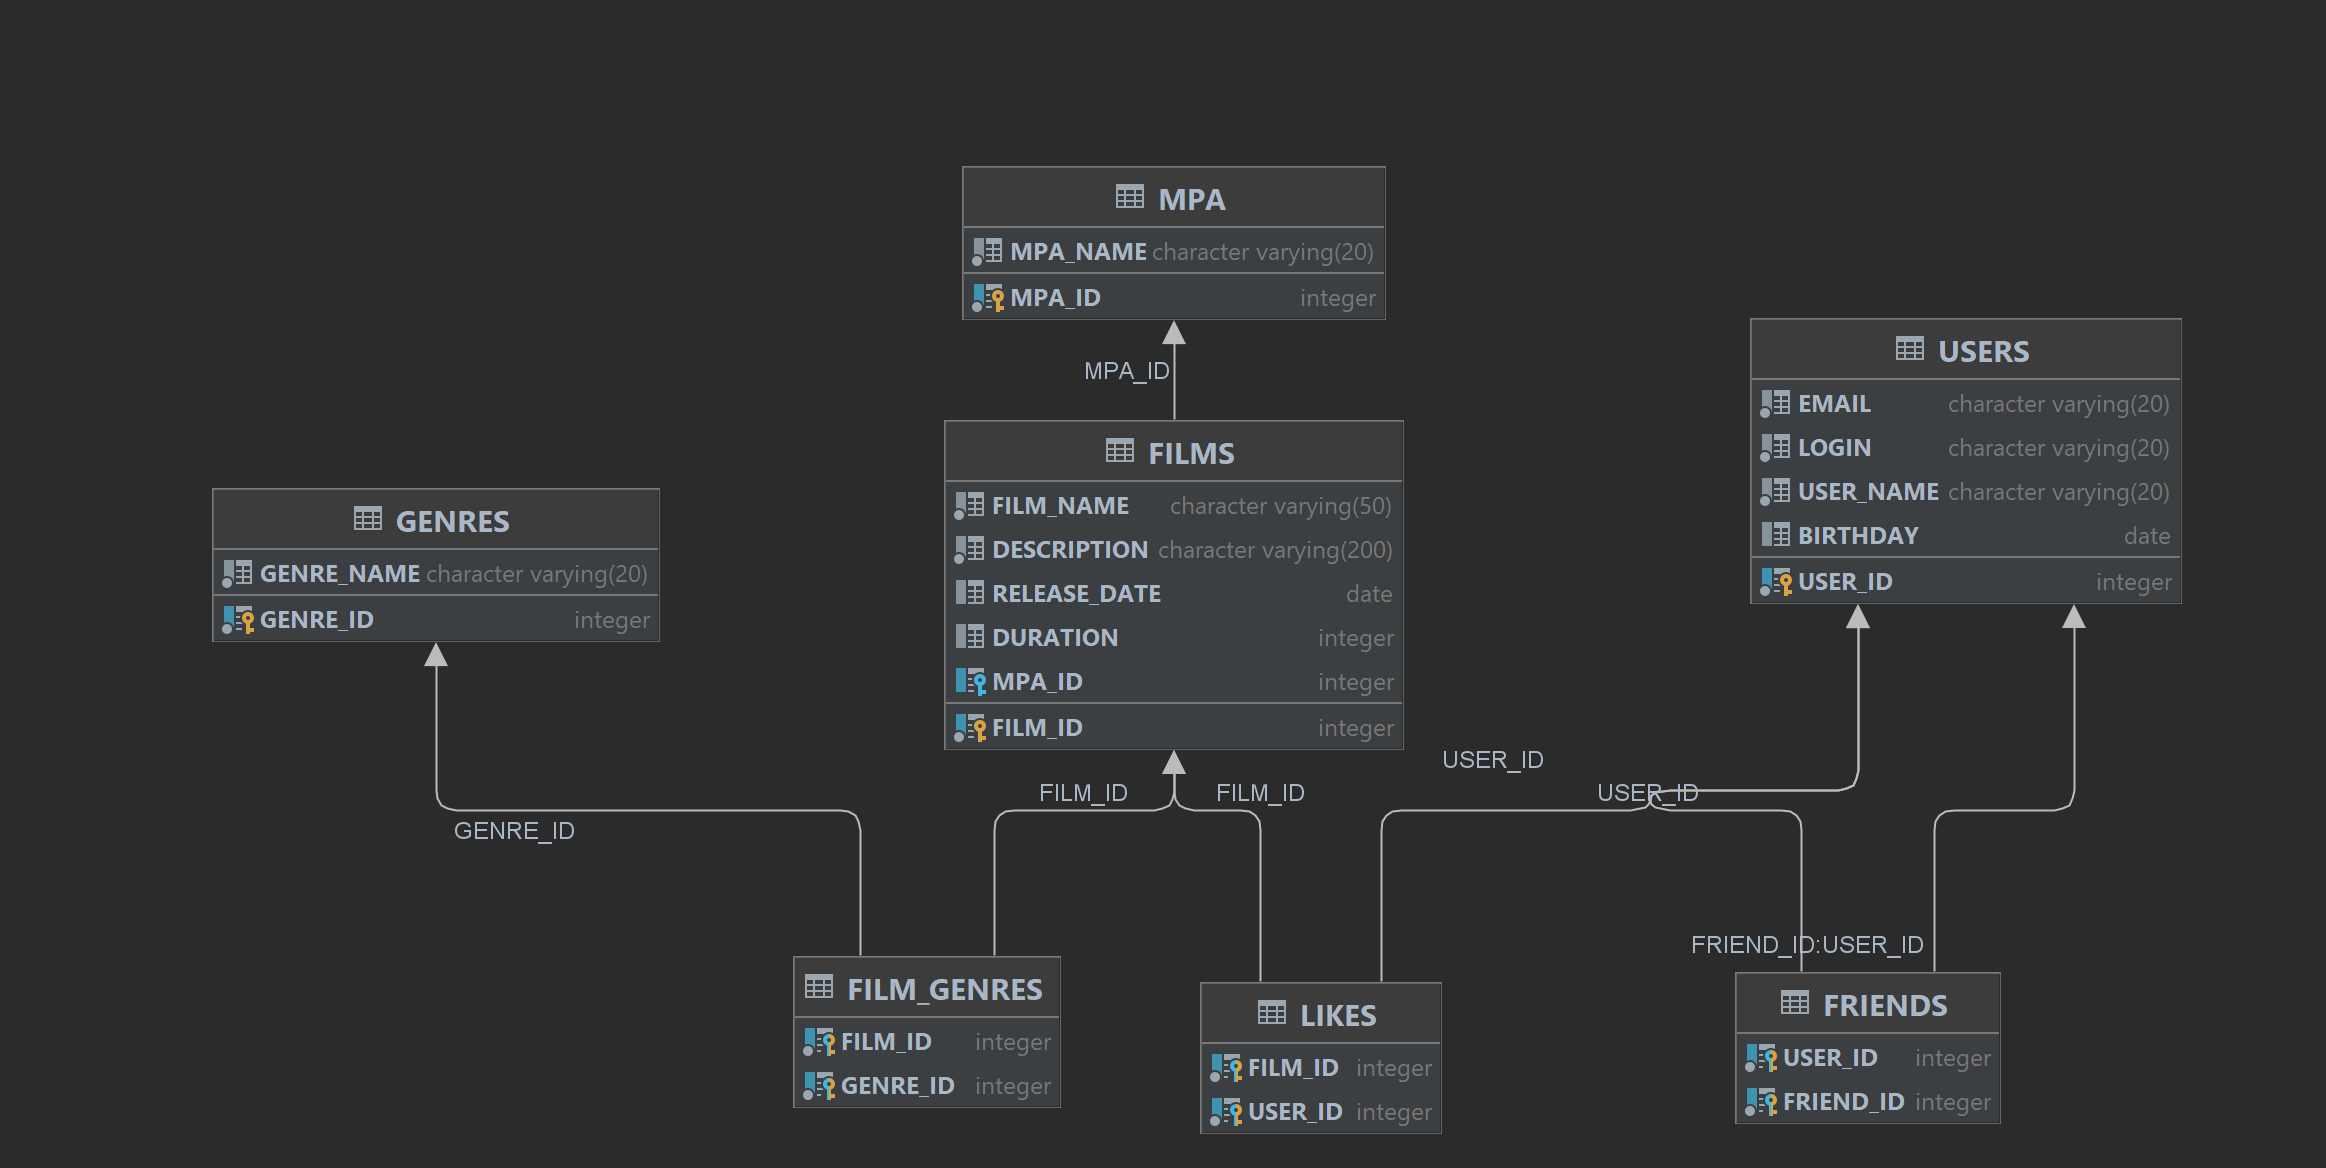 MPA
MPA_NAME character varying(20)
MPA_ID integer
MPA_ID
USERS
EMAIL character varying(20)
LOGIN character varying(20)
USER_NAME character varying(20)
BIRTHDAY date
USER_ID integer
FILMS
FILM_NAME character varying(50)
DESCRIPTION character varying(200)
RELEASE_DATE date
DURATION integer
MPA_ID integer
FILM_ID integer
GENRES
GENRE_NAME character varying(20)
GENRE_ID integer
USER_ID
FILM_ID
FILM_ID
USER_ID
GENRE_ID
FRIEND_ID:USER_ID
FILM_GENRES
FILM_ID integer
GENRE_ID integer
LIKES
FILM_ID integer
USER_ID integer
FRIENDS
USER_ID integer
FRIEND_ID integer